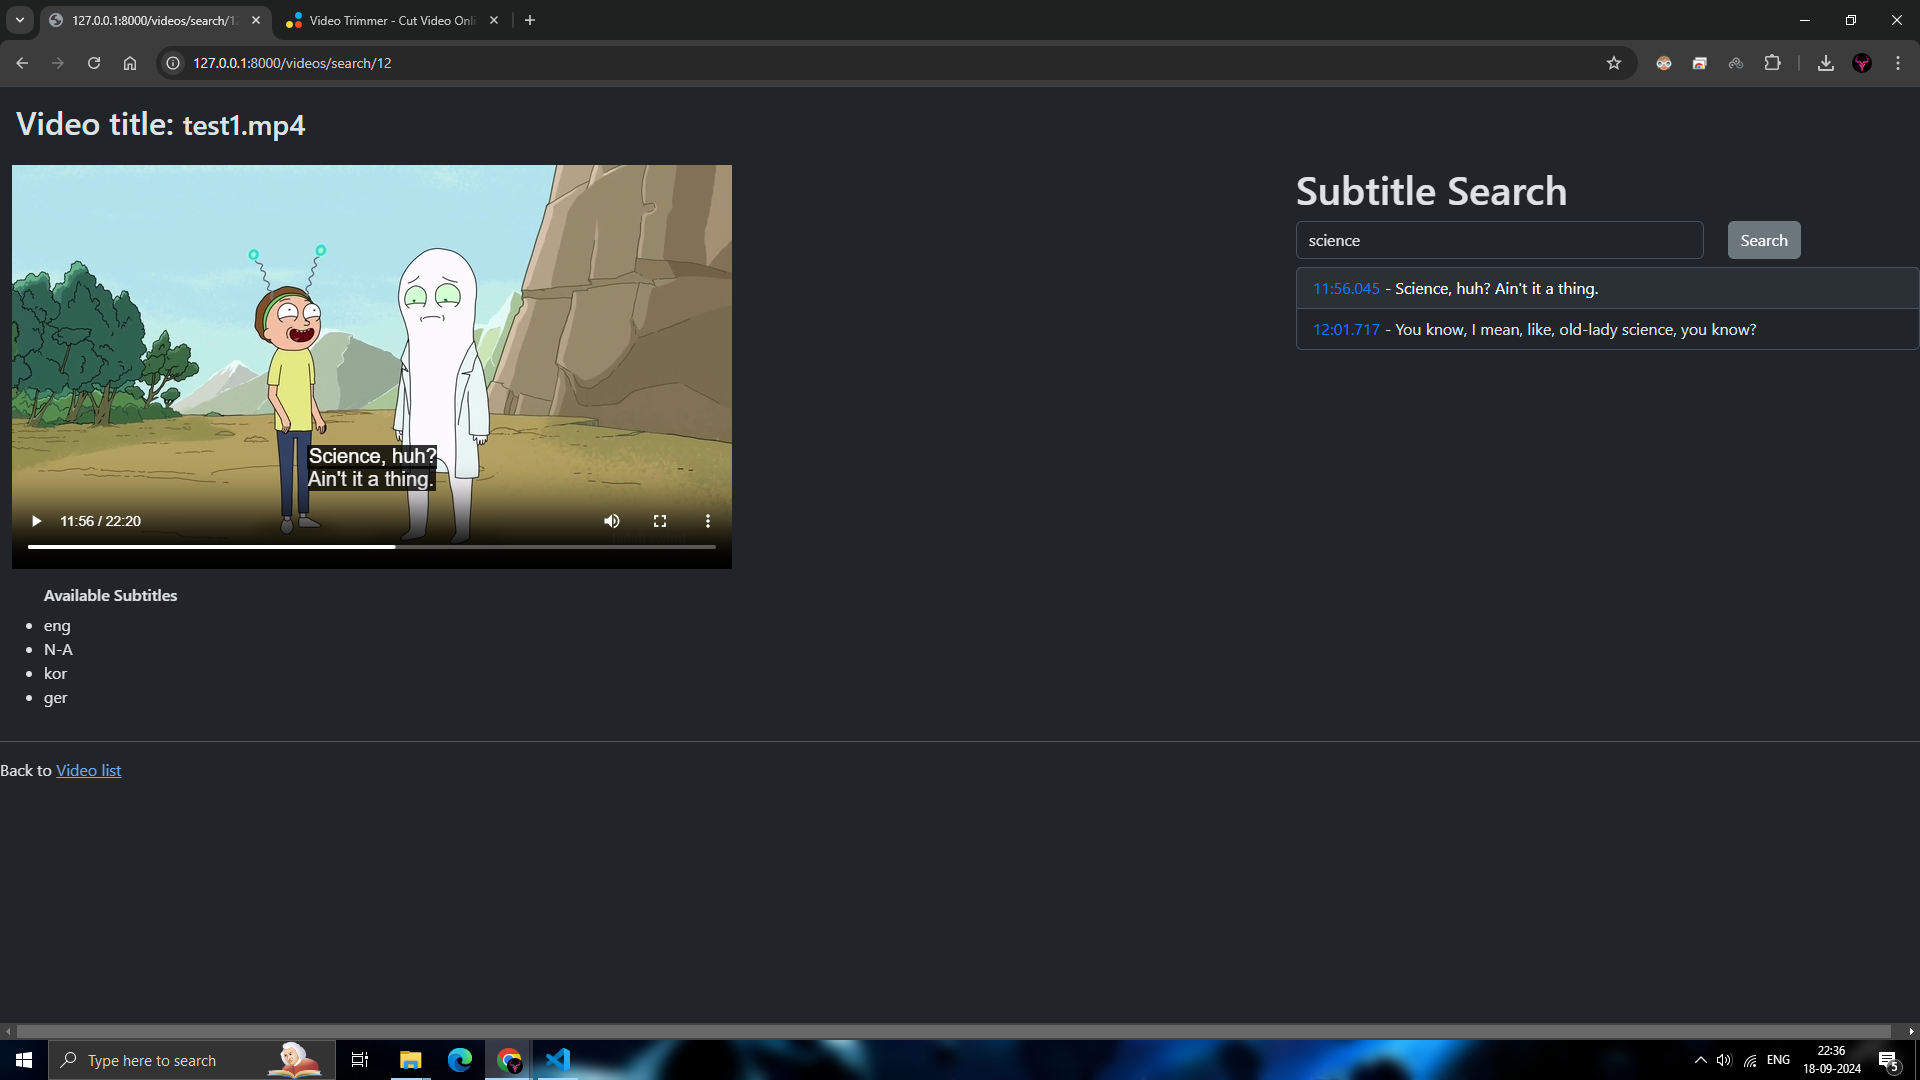 127.0.0.1:8000/videos/search/12
Video Trimmer - Cut Video Onli
127.0.0.1:8000/videos/search/12
Video title: test1.mp4
Science, huh?
Ain't it a thing.
11:56 / 22:20
Available Subtitles
eng
N-A
kor
ger
Subtitle Search
science
Search
11:56.045 - Science, huh? Ain't it a thing.
12:01.717 - You know, I mean, like, old-lady science, you know?
Back to Video list
Type here to search
ENG
22:36
18-09-2024
5